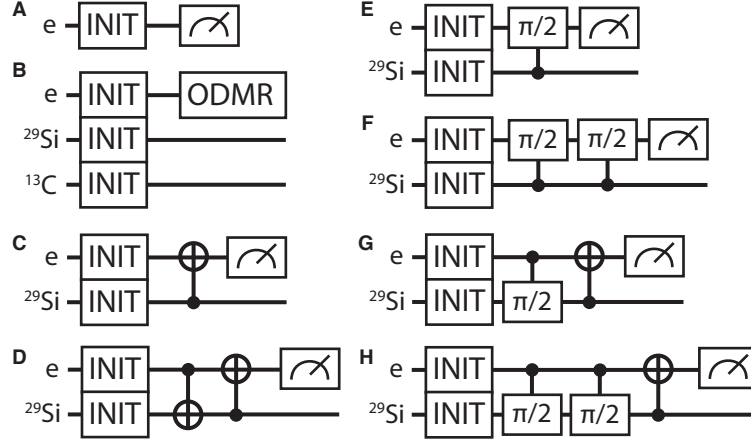 A
e INIT
B
e INIT ODMR
²⁹Si INIT
¹³C INIT
C
e INIT
²⁹Si INIT
D
e INIT
²⁹Si INIT
E
e INIT π/2
²⁹Si INIT
F
e INIT π/2 π/2
²⁹Si INIT
G
e INIT
²⁹Si INIT π/2
H
e INIT
²⁹Si INIT π/2 π/2